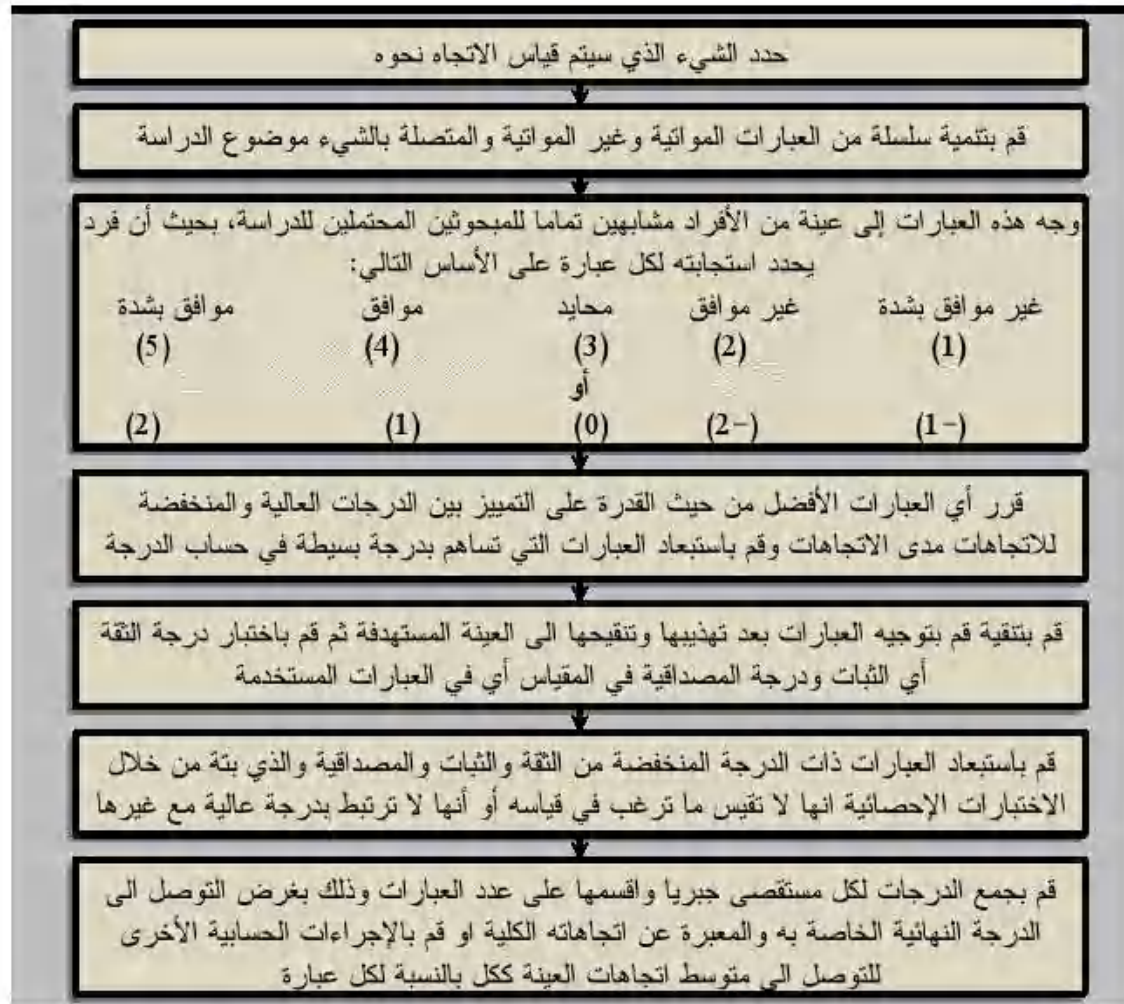 حدد الشيء الذي سيتم قياس الاتجاه نحوه
قم بتنمية سلسلة من العبارات المواتية وغير المواتية والمتصلة بالشيء موضوع الدراسة
وجه هذه العبارات إلى عينة من الأفراد مشابهين تماما للمبحوثين المحتملين للدراسة، بحيث أن فرد
يحدد استجابته لكل عبارة على الأساس التالي:
غير موافق بشدة غير موافق محايد موافق موافق بشدة
(1) (2) (3) (4) (5)
أو
(1-) (2-) (0) (1) (2)
قرر أي العبارات الأفضل من حيث القدرة على التمييز بين الدرجات العالية والمنخفضة
للاتجاهات مدى الاتجاهات وقم باستبعاد العبارات التي تساهم بدرجة بسيطة في حساب الدرجة
قم بتنقية قم بتوجيه العبارات بعد تهذيبها وتنقيحها الى العينة المستهدفة ثم قم باختبار درجة الثقة
أي الثبات ودرجة المصداقية في المقياس أي في العبارات المستخدمة
قم باستبعاد العبارات ذات الدرجة المنخفضة من الثقة والثبات والمصداقية والذي بتة من خلال
الاختبارات الإحصائية انها لا تقيس ما ترغب في قياسه أو أنها لا ترتبط بدرجة عالية مع غيرها
قم بجمع الدرجات لكل مستقصى جبريا واقسمها على عدد العبارات وذلك بغرض التوصل الى
الدرجة النهائية الخاصة به والمعبرة عن اتجاهاته الكلية او قم بالإجراءات الحسابية الأخرى
للتوصل الى متوسط اتجاهات العينة ككل بالنسبة لكل عبارة